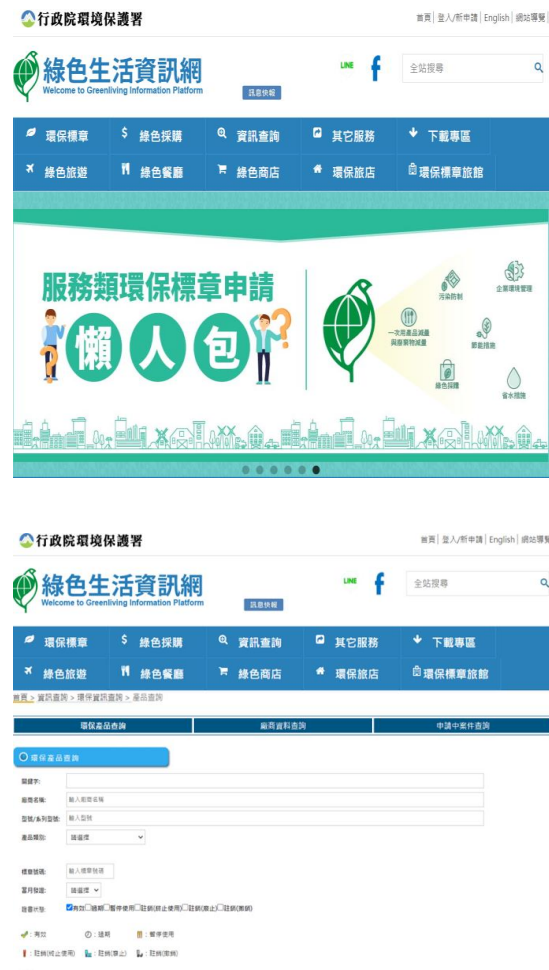 行政院環境保護署
首頁│ 登入/新申請│English│網站導覽│
綠色生活資訊網
Welcome to Greenliving Information Platform
訊息快報
LINE
全站搜尋
環保標章 綠色採購 資訊查詢 其它服務 下載專區
綠色旅遊 綠色餐廳 綠色商店 環保旅店 環保標章旅館
服務類環保標章申請
懶人包
污染防制
企業環境管理
一次用產品減量
與廢棄物減量
節能措施
綠色採購
省水措施
行政院環境保護署
首頁│ 登入/新申請│English│網站導覽
綠色生活資訊網
Welcome to Greenliving Information Platform
訊息快報
LINE
全站搜尋
環保標章 綠色採購 資訊查詢 其它服務 下載專區
綠色旅遊 綠色餐廳 綠色商店 環保旅店 環保標章旅館
首頁 > 資訊查詢 > 環保資訊查詢 > 產品查詢
環保產品查詢 廠商資料查詢 申請中案件查詢
環保產品查詢
關鍵字:
廠商名稱: 輸入廠商名稱
型號/系列型號: 輸入型號
產品類別: 請選擇
標章號碼: 輸入標章號碼
當月發證: 請選擇
證書狀態: 有效 逾期 暫停使用 註銷(終止使用) 註銷(廢止) 註銷(撤銷)
: 有效 : 逾期 : 暫停使用
: 註銷(終止使用) : 註銷(廢止) : 註銷(撤銷)